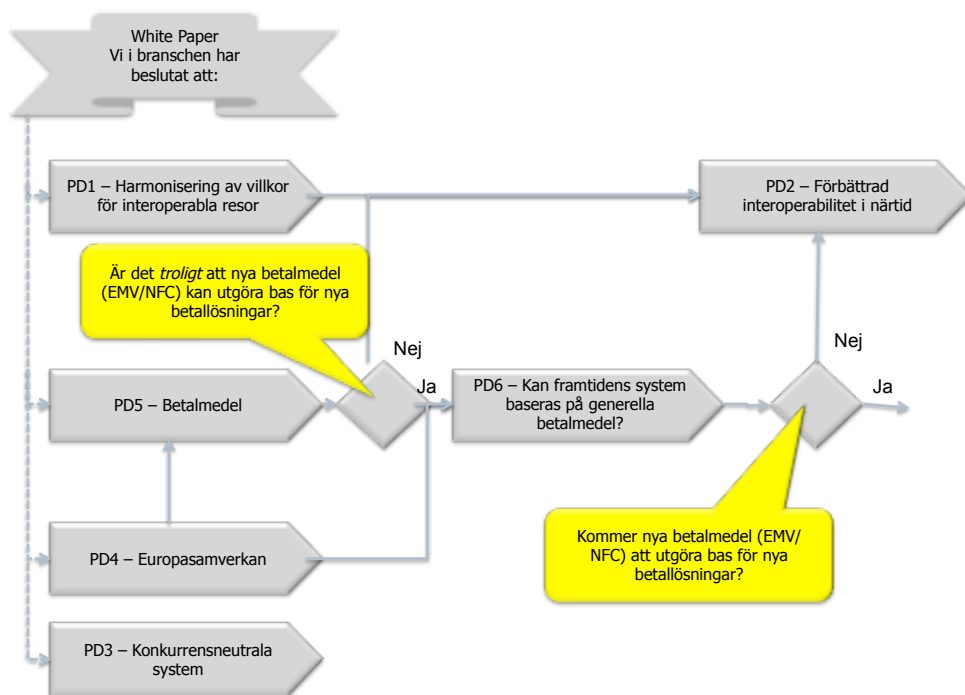 White Paper
Vi i branschen har
beslutat att:
PD1 – Harmonisering av villkor
för interoperabla resor
PD2 – Förbättrad
interoperabilitet i närtid
Är det troligt att nya betalmedel
(EMV/NFC) kan utgöra bas för nya
betallösningar?
Nej
Ja
PD5 – Betalmedel
PD6 – Kan framtidens system
baseras på generella
betalmedel?
Nej
Ja
PD4 – Europasamverkan
Kommer nya betalmedel (EMV/
NFC) att utgöra bas för nya
betallösningar?
PD3 – Konkurrensneutrala
system